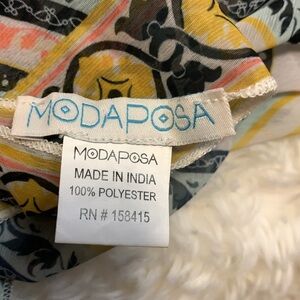 MODAPOSA
MODAPOSA
MADE IN INDIA
100% POLYESTER
RN # 158415